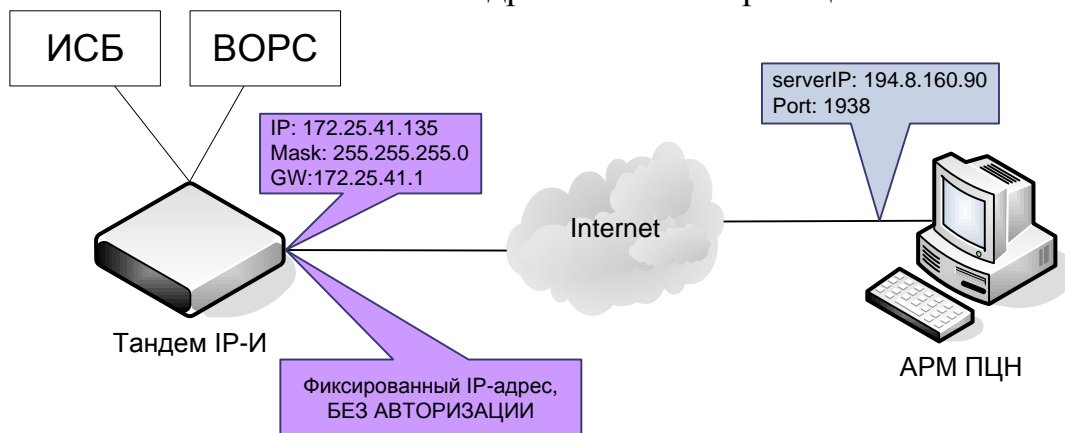 ИСБ
ВОРС
IP: 172.25.41.135
Mask: 255.255.255.0
GW:172.25.41.1
serverIP: 194.8.160.90
Port: 1938
Internet
Тандем IP-И
АРМ ПЦН
Фиксированный IP-адрес,
БЕЗ АВТОРИЗАЦИИ